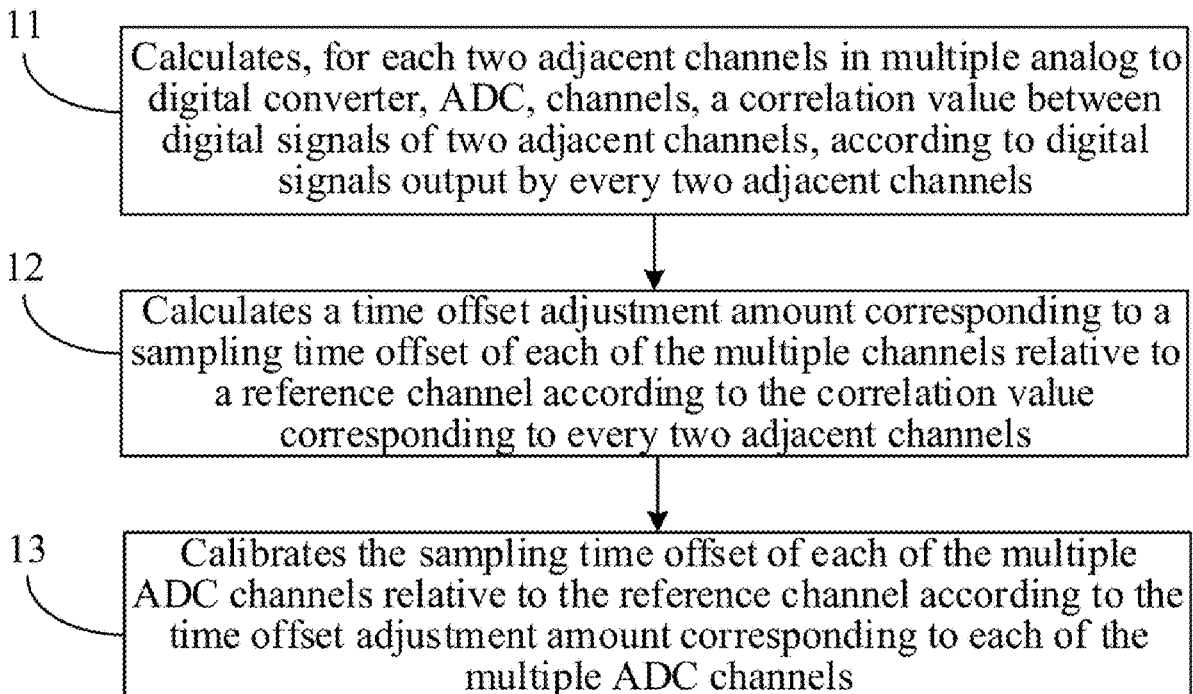 11
Calculates, for each two adjacent channels in multiple analog to
digital converter, ADC, channels, a correlation value between
digital signals of two adjacent channels, according to digital
signals output by every two adjacent channels
12
Calculates a time offset adjustment amount corresponding to a
sampling time offset of each of the multiple channels relative to
a reference channel according to the correlation value
corresponding to every two adjacent channels
13
Calibrates the sampling time offset of each of the multiple
ADC channels relative to the reference channel according to the
time offset adjustment amount corresponding to each of the
multiple ADC channels